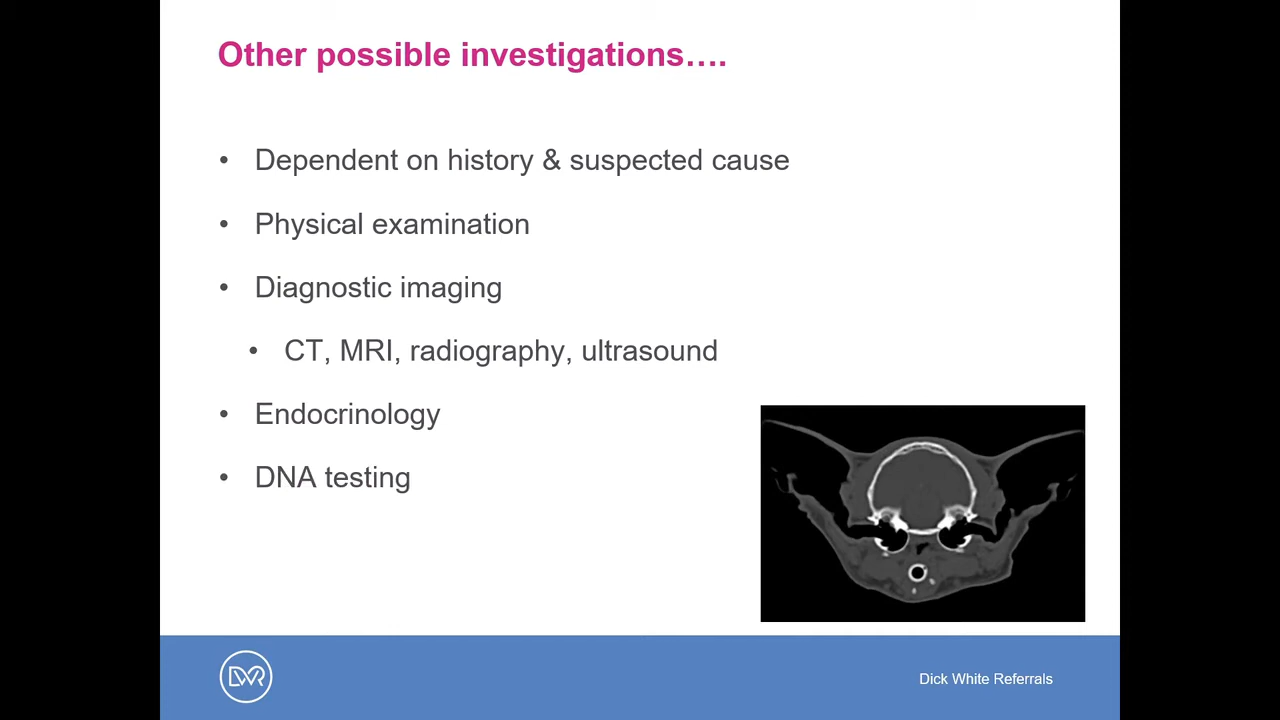 Other possible investigations….
• Dependent on history & suspected cause
• Physical examination
• Diagnostic imaging
• CT, MRI, radiography, ultrasound
• Endocrinology
• DNA testing
DWR
Dick White Referrals